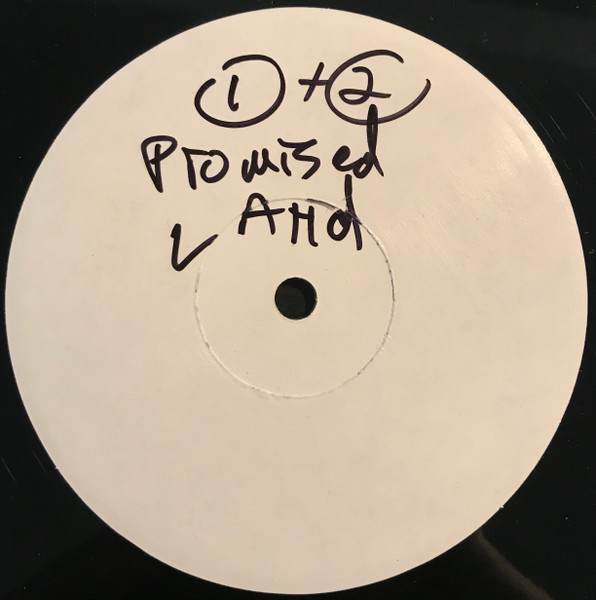 ① + ②
Promised
LAnd